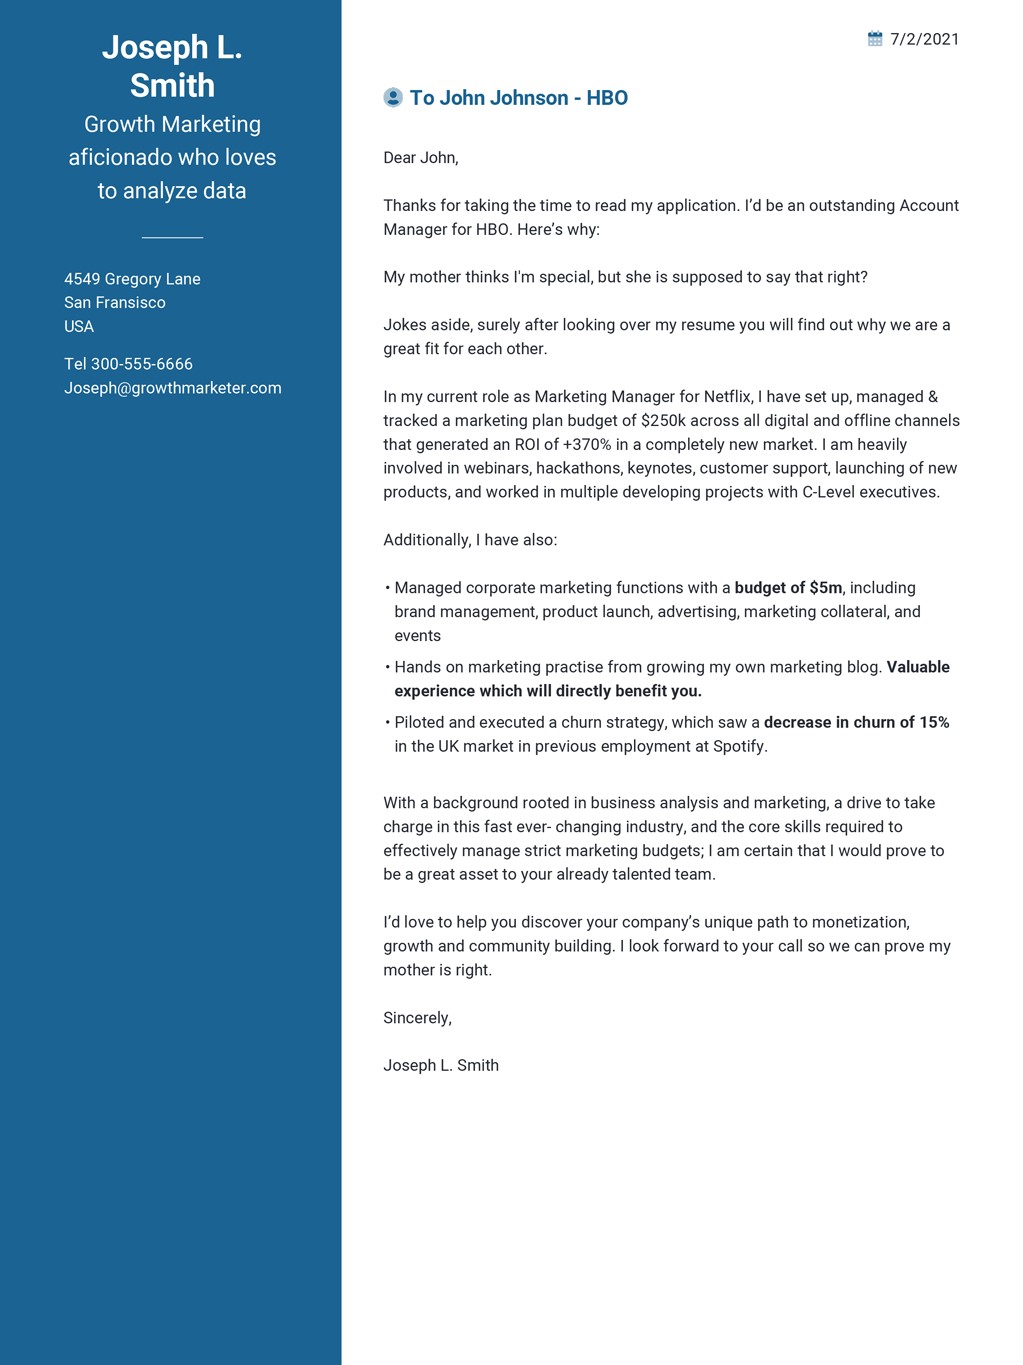 Joseph L.
Smith
Growth Marketing
aficionado who loves
to analyze data
4549 Gregory Lane
San Fransisco
USA
Tel 300-555-6666
Joseph@growthmarketer.com
7/2/2021
To John Johnson - HBO
Dear John,
Thanks for taking the time to read my application. I’d be an outstanding Account
Manager for HBO. Here’s why:
My mother thinks I'm special, but she is supposed to say that right?
Jokes aside, surely after looking over my resume you will find out why we are a
great fit for each other.
In my current role as Marketing Manager for Netflix, I have set up, managed &
tracked a marketing plan budget of $250k across all digital and offline channels
that generated an ROI of +370% in a completely new market. I am heavily
involved in webinars, hackathons, keynotes, customer support, launching of new
products, and worked in multiple developing projects with C-Level executives.
Additionally, I have also:
• Managed corporate marketing functions with a budget of $5m, including
brand management, product launch, advertising, marketing collateral, and
events
• Hands on marketing practise from growing my own marketing blog. Valuable
experience which will directly benefit you.
• Piloted and executed a churn strategy, which saw a decrease in churn of 15%
in the UK market in previous employment at Spotify.
With a background rooted in business analysis and marketing, a drive to take
charge in this fast ever- changing industry, and the core skills required to
effectively manage strict marketing budgets; I am certain that I would prove to
be a great asset to your already talented team.
I’d love to help you discover your company’s unique path to monetization,
growth and community building. I look forward to your call so we can prove my
mother is right.
Sincerely,
Joseph L. Smith